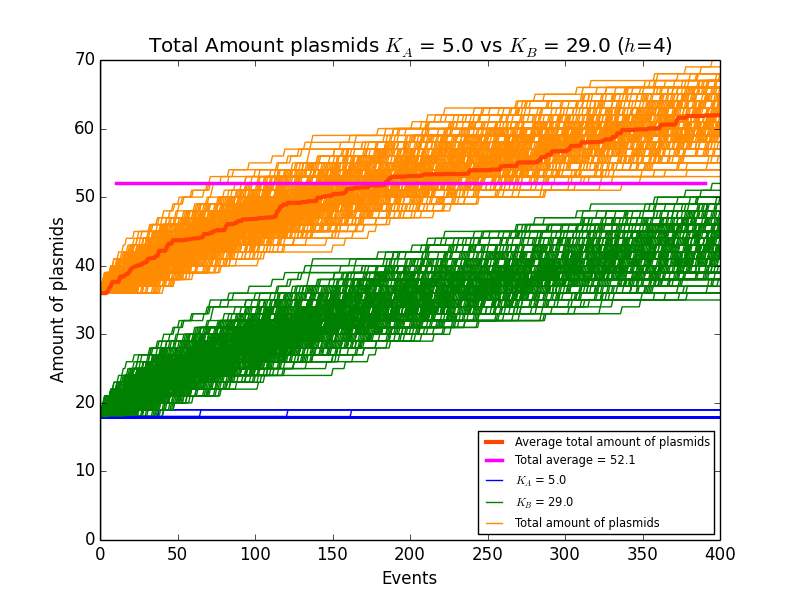 Total Amount plasmids K_A = 5.0 vs K_B = 29.0 (h=4)
Amount of plasmids
70
60
50
40
30
20
10
0
Average total amount of plasmids
Total average = 52.1
K_A = 5.0
K_B = 29.0
Total amount of plasmids
0 50 100 150 200 250 300 350 400
Events